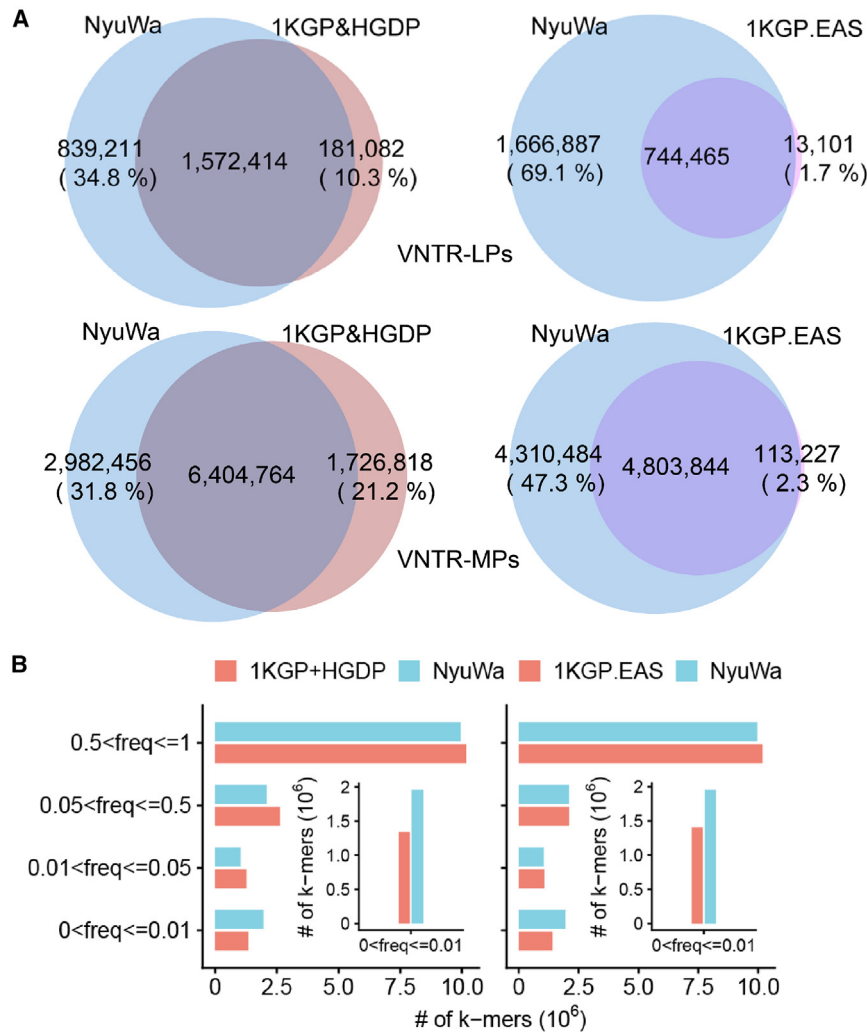 A
NyuWa 1KGP&HGDP NyuWa 1KGP.EAS
839,211 1,572,414 181,082 1,666,887 744,465 13,101
( 34.8 %) ( 10.3 %) ( 69.1 %) ( 1.7 %)
VNTR-LPs
NyuWa 1KGP&HGDP NyuWa 1KGP.EAS
2,982,456 6,404,764 1,726,818 4,310,484 4,803,844 113,227
( 31.8 %) ( 21.2 %) ( 47.3 %) ( 2.3 %)
VNTR-MPs
B
1KGP+HGDP NyuWa 1KGP.EAS NyuWa
0.5<freq<=1
0.05<freq<=0.5
0.01<freq<=0.05
0<freq<=0.01
# of k−mers (10⁶)
2
1.5
1.0
0.5
0
0<freq<=0.01
# of k−mers (10⁶)
2
1.5
1.0
0.5
0
0<freq<=0.01
0 2.5 5.0 7.5 10.0 0 2.5 5.0 7.5 10.0
# of k−mers (10⁶)